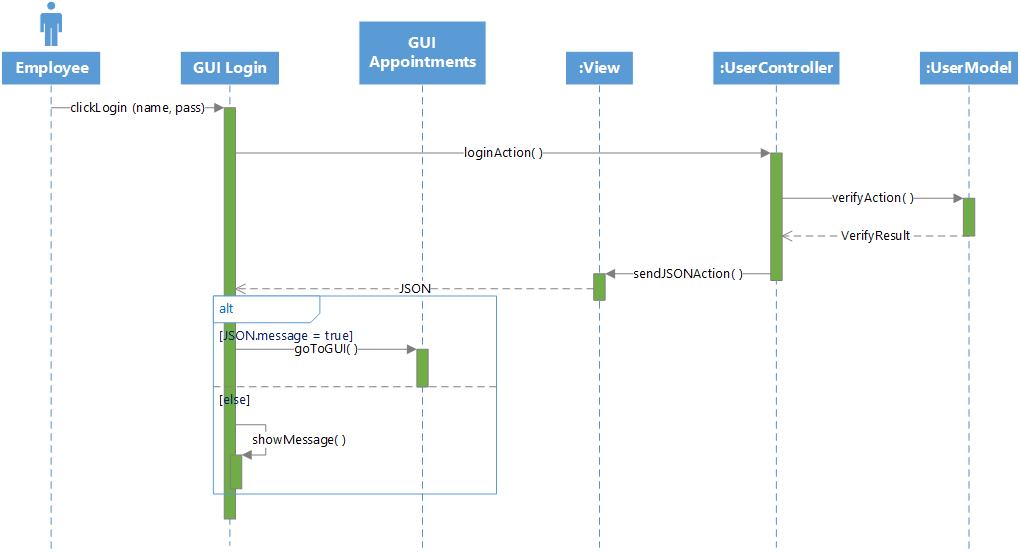 Employee
GUI Login
GUI
Appointments
:View
:UserController
:UserModel
clickLogin (name, pass)
loginAction( )
verifyAction( )
VerifyResult
sendJSONAction( )
JSON
alt
[JSON.message = true]
goToGUI( )
[else]
showMessage( )